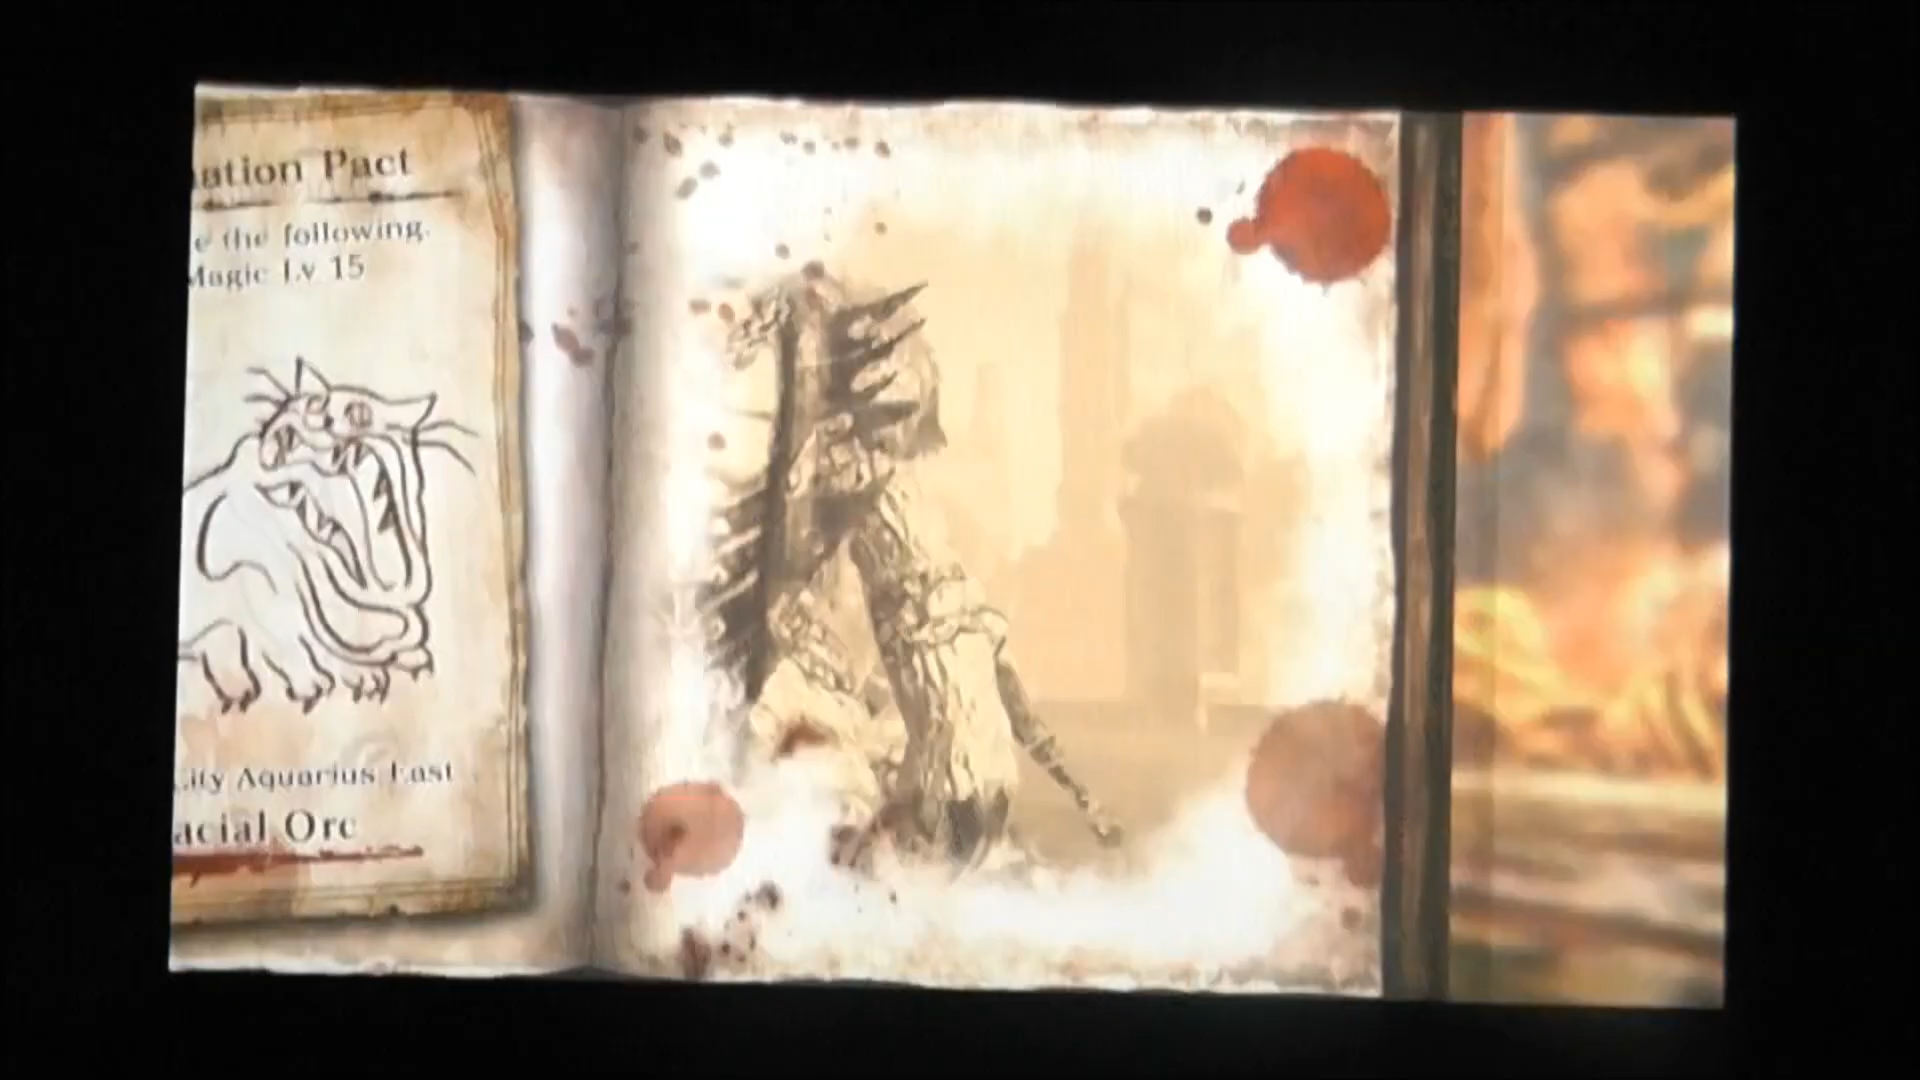 ation Pact
e the following.
Magic Lv 15
City Aquarius East
acial Orc